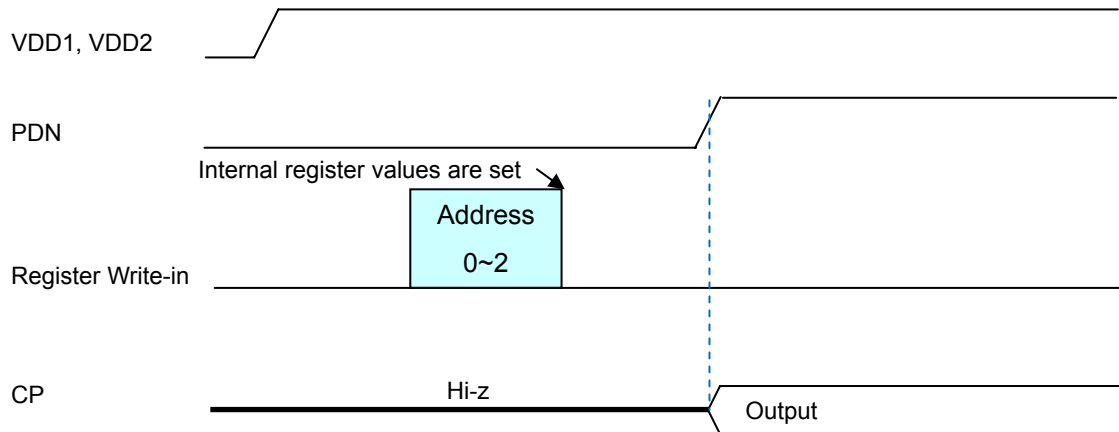 VDD1, VDD2
PDN
Internal register values are set
Address
0~2
Register Write-in
CP
Hi-z
Output